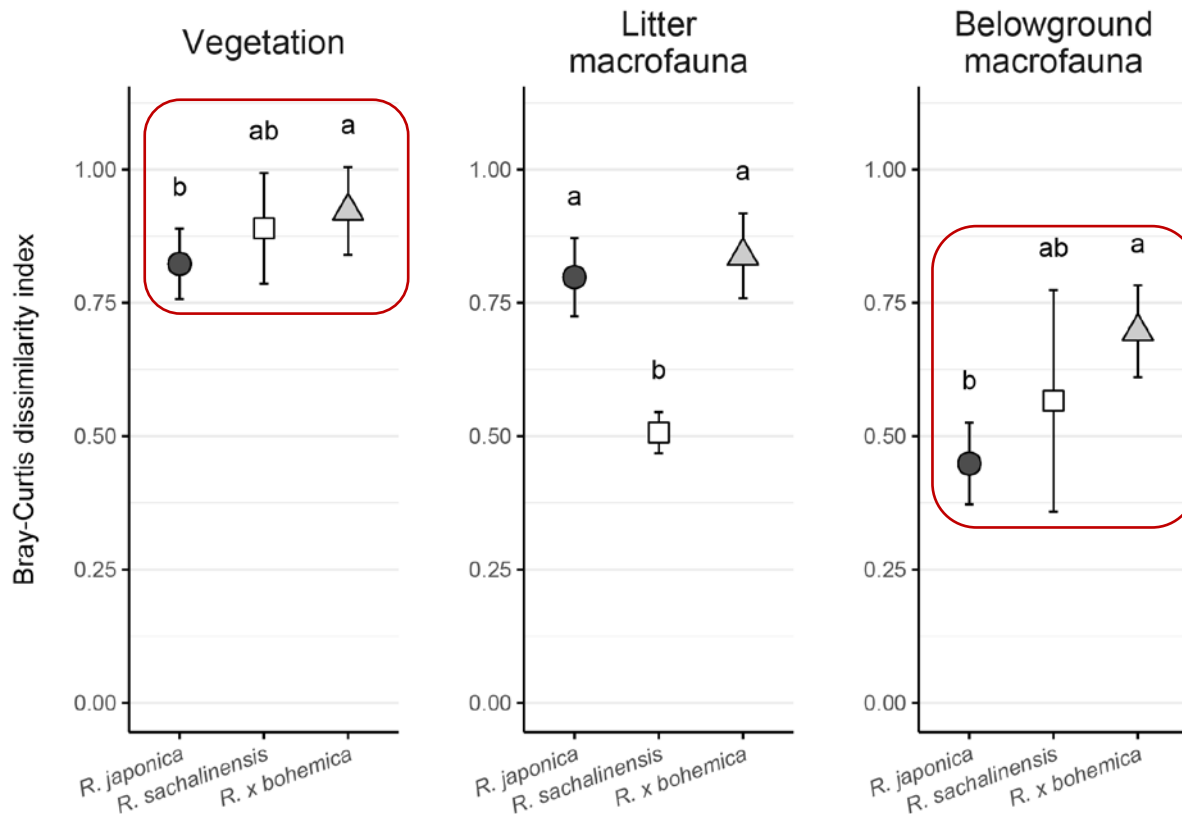 Vegetation
Litter
macrofauna
Belowground
macrofauna
Bray-Curtis dissimilarity index
1.00
0.75
0.50
0.25
0.00
b
ab
a
R. japonica
R. sachalinensis
R. x bohemica
1.00
0.75
0.50
0.25
0.00
a
b
a
R. japonica
R. sachalinensis
R. x bohemica
1.00
0.75
0.50
0.25
0.00
b
ab
a
R. japonica
R. sachalinensis
R. x bohemica